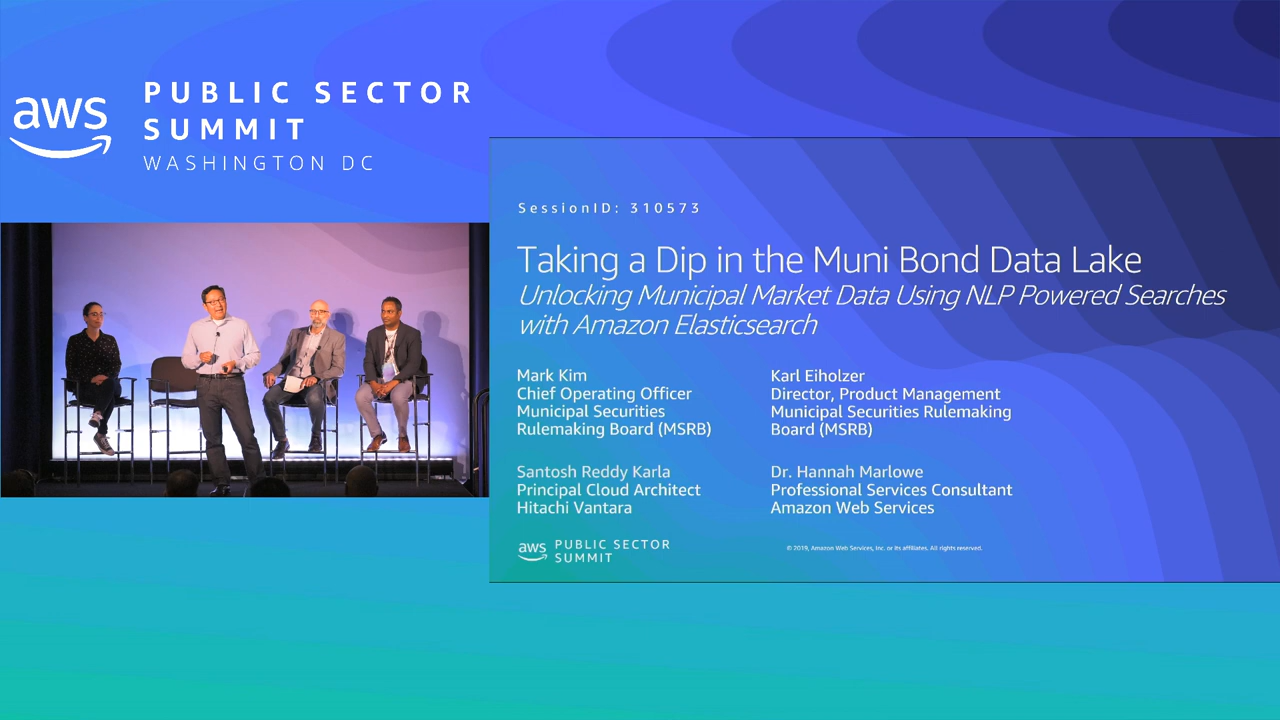 aws
PUBLIC SECTOR
SUMMIT
WASHINGTON DC
SessionID: 310573
Taking a Dip in the Muni Bond Data Lake
Unlocking Municipal Market Data Using NLP Powered Searches
with Amazon Elasticsearch
Mark Kim
Chief Operating Officer
Municipal Securities
Rulemaking Board (MSRB)
Karl Eiholzer
Director, Product Management
Municipal Securities Rulemaking
Board (MSRB)
Santosh Reddy Karla
Principal Cloud Architect
Hitachi Vantara
Dr. Hannah Marlowe
Professional Services Consultant
Amazon Web Services
aws
PUBLIC SECTOR
SUMMIT
© 2019, Amazon Web Services, Inc. or its affiliates. All rights reserved.